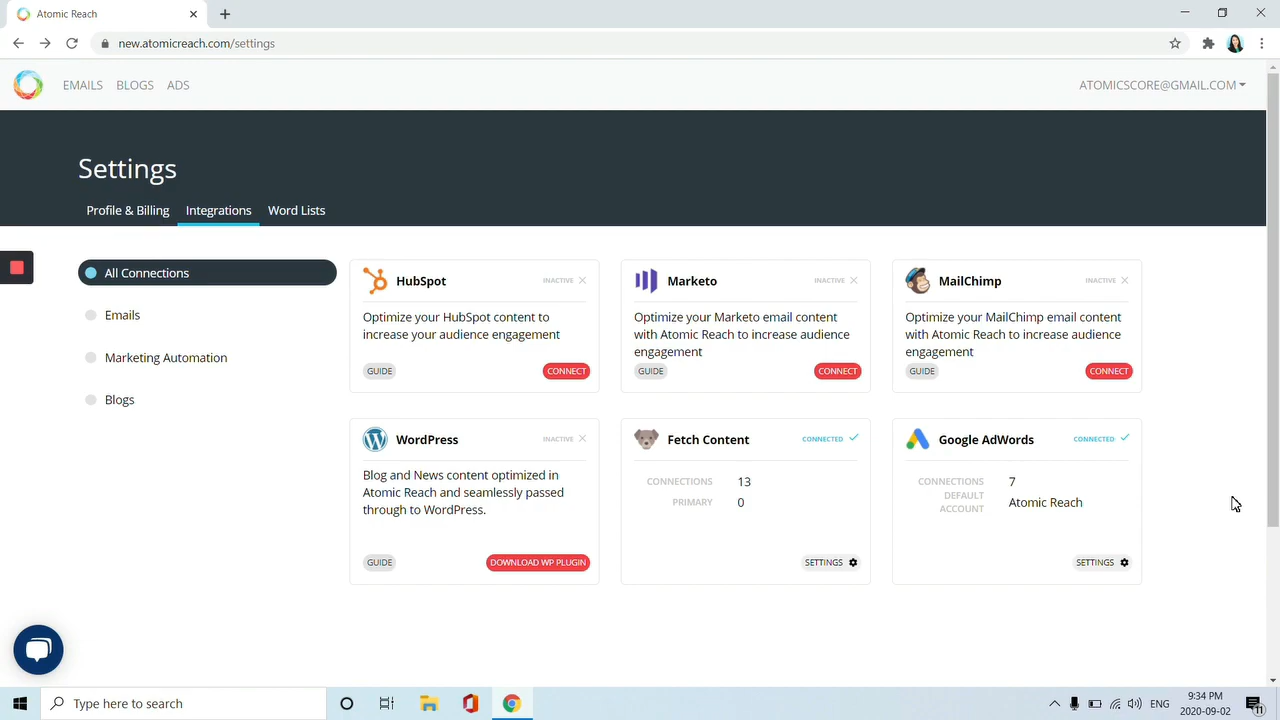 Atomic Reach
new.atomicreach.com/settings
EMAILS BLOGS ADS
ATOMICSCORE@GMAIL.COM
Settings
Profile & Billing Integrations Word Lists
All Connections
Emails
Marketing Automation
Blogs
HubSpot INACTIVE
Optimize your HubSpot content to
increase your audience engagement
GUIDE CONNECT
Marketo INACTIVE
Optimize your Marketo email content
with Atomic Reach to increase audience
engagement
GUIDE CONNECT
MailChimp INACTIVE
Optimize your MailChimp email content
with Atomic Reach to increase audience
engagement
GUIDE CONNECT
WordPress INACTIVE
Blog and News content optimized in
Atomic Reach and seamlessly passed
through to WordPress.
GUIDE DOWNLOAD WP PLUGIN
Fetch Content CONNECTED
CONNECTIONS 13
PRIMARY 0
SETTINGS
Google AdWords CONNECTED
CONNECTIONS 7
DEFAULT
ACCOUNT Atomic Reach
SETTINGS
Type here to search
ENG
9:34 PM
2020-09-02
11